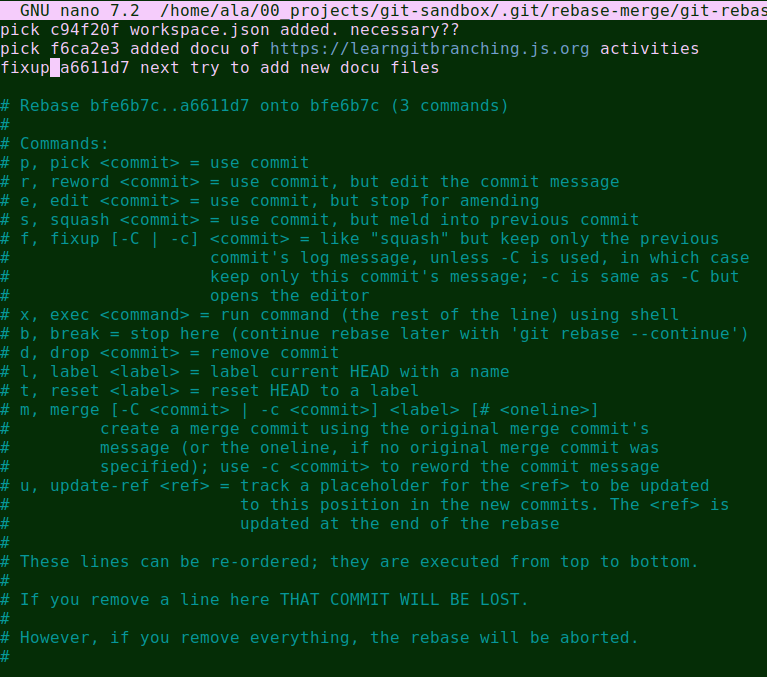 GNU nano 7.2  /home/ala/00_projects/git-sandbox/.git/rebase-merge/git-rebas
pick c94f20f workspace.json added. necessary??
pick f6ca2e3 added docu of https://learngitbranching.js.org activities
fixup a6611d7 next try to add new docu files

# Rebase bfe6b7c..a6611d7 onto bfe6b7c (3 commands)
#
# Commands:
# p, pick <commit> = use commit
# r, reword <commit> = use commit, but edit the commit message
# e, edit <commit> = use commit, but stop for amending
# s, squash <commit> = use commit, but meld into previous commit
# f, fixup [-C | -c] <commit> = like "squash" but keep only the previous
#                    commit's log message, unless -C is used, in which case
#                    keep only this commit's message; -c is same as -C but
#                    opens the editor
# x, exec <command> = run command (the rest of the line) using shell
# b, break = stop here (continue rebase later with 'git rebase --continue')
# d, drop <commit> = remove commit
# l, label <label> = label current HEAD with a name
# t, reset <label> = reset HEAD to a label
# m, merge [-C <commit> | -c <commit>] <label> [# <oneline>]
#         create a merge commit using the original merge commit's
#         message (or the oneline, if no original merge commit was
#         specified); use -c <commit> to reword the commit message
# u, update-ref <ref> = track a placeholder for the <ref> to be updated
#                       to this position in the new commits. The <ref> is
#                       updated at the end of the rebase
#
# These lines can be re-ordered; they are executed from top to bottom.
#
# If you remove a line here THAT COMMIT WILL BE LOST.
#
# However, if you remove everything, the rebase will be aborted.
#